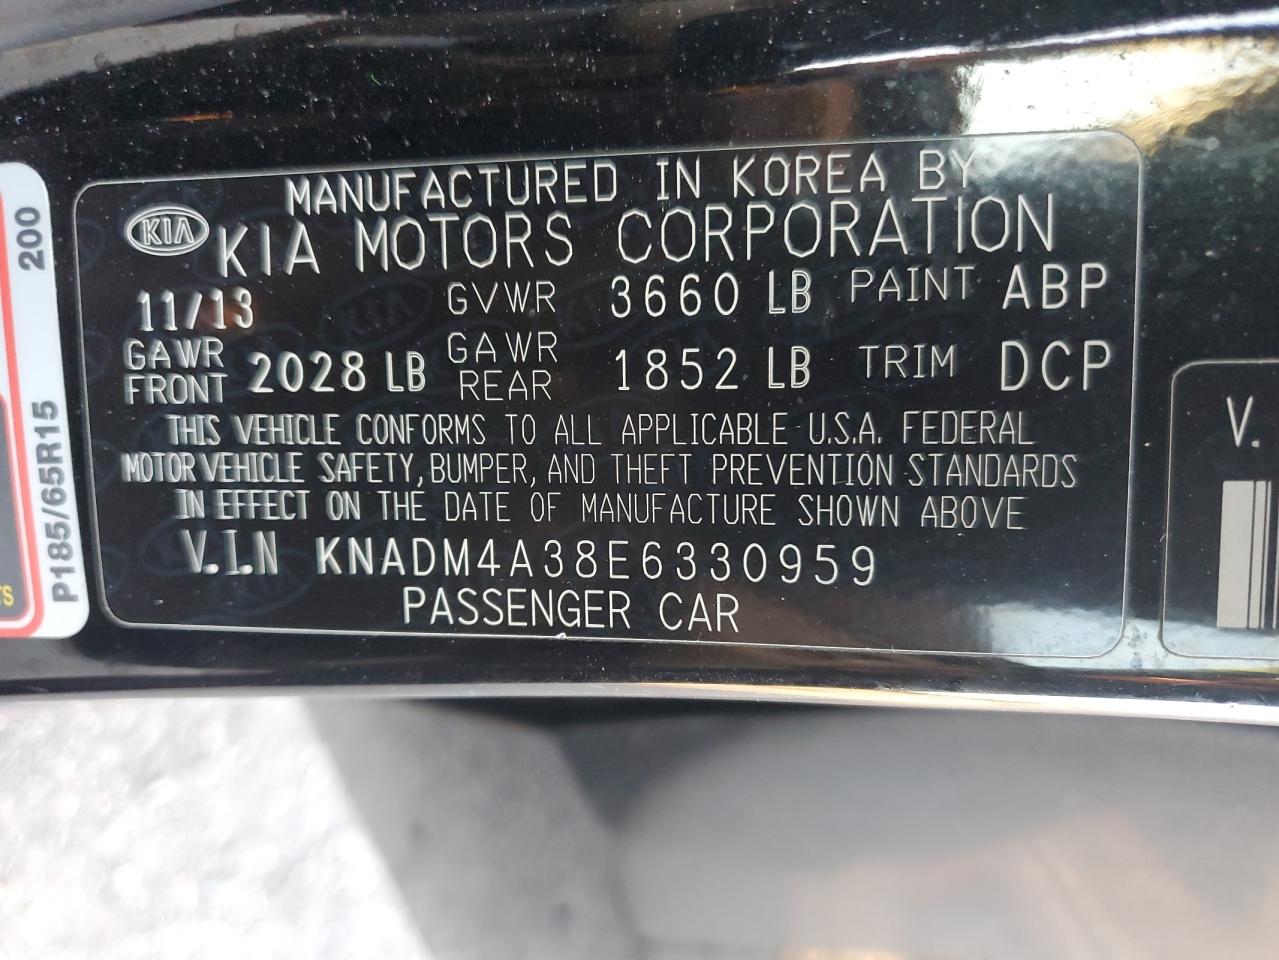 MANUFACTURED IN KOREA BY
KIA KIA MOTORS CORPORATION
11/13 GVWR 3660 LB PAINT ABP
GAWR FRONT 2028 LB GAWR REAR 1852 LB TRIM DCP
THIS VEHICLE CONFORMS TO ALL APPLICABLE U.S.A. FEDERAL
MOTOR VEHICLE SAFETY, BUMPER, AND THEFT PREVENTION STANDARDS
IN EFFECT ON THE DATE OF MANUFACTURE SHOWN ABOVE
V.I.N KNADM4A38E6330959
PASSENGER CAR
P185/65R15 200
V.